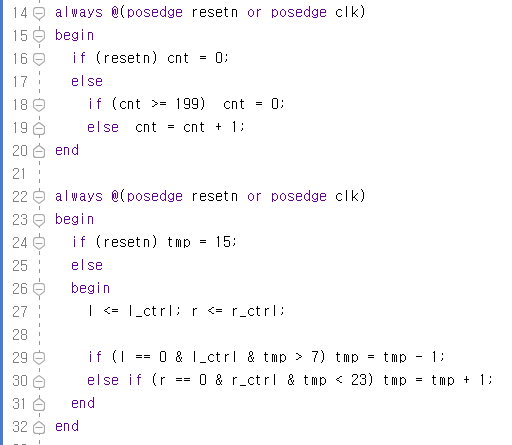 14 always @(posedge resetn or posedge clk)
15 begin
16 if (resetn) cnt = 0;
17 else
18 if (cnt >= 199) cnt = 0;
19 else cnt = cnt + 1;
20 end
21
22 always @(posedge resetn or posedge clk)
23 begin
24 if (resetn) tmp = 15;
25 else
26 begin
27 l <= l_ctrl; r <= r_ctrl;
28
29 if (l == 0 & l_ctrl & tmp > 7) tmp = tmp - 1;
30 else if (r == 0 & r_ctrl & tmp < 23) tmp = tmp + 1;
31 end
32 end